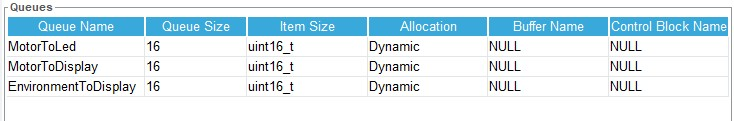 Queues
Queue Name Queue Size Item Size Allocation Buffer Name Control Block Name
MotorToLed 16 uint16_t Dynamic NULL NULL
MotorToDisplay 16 uint16_t Dynamic NULL NULL
EnvironmentToDisplay 16 uint16_t Dynamic NULL NULL